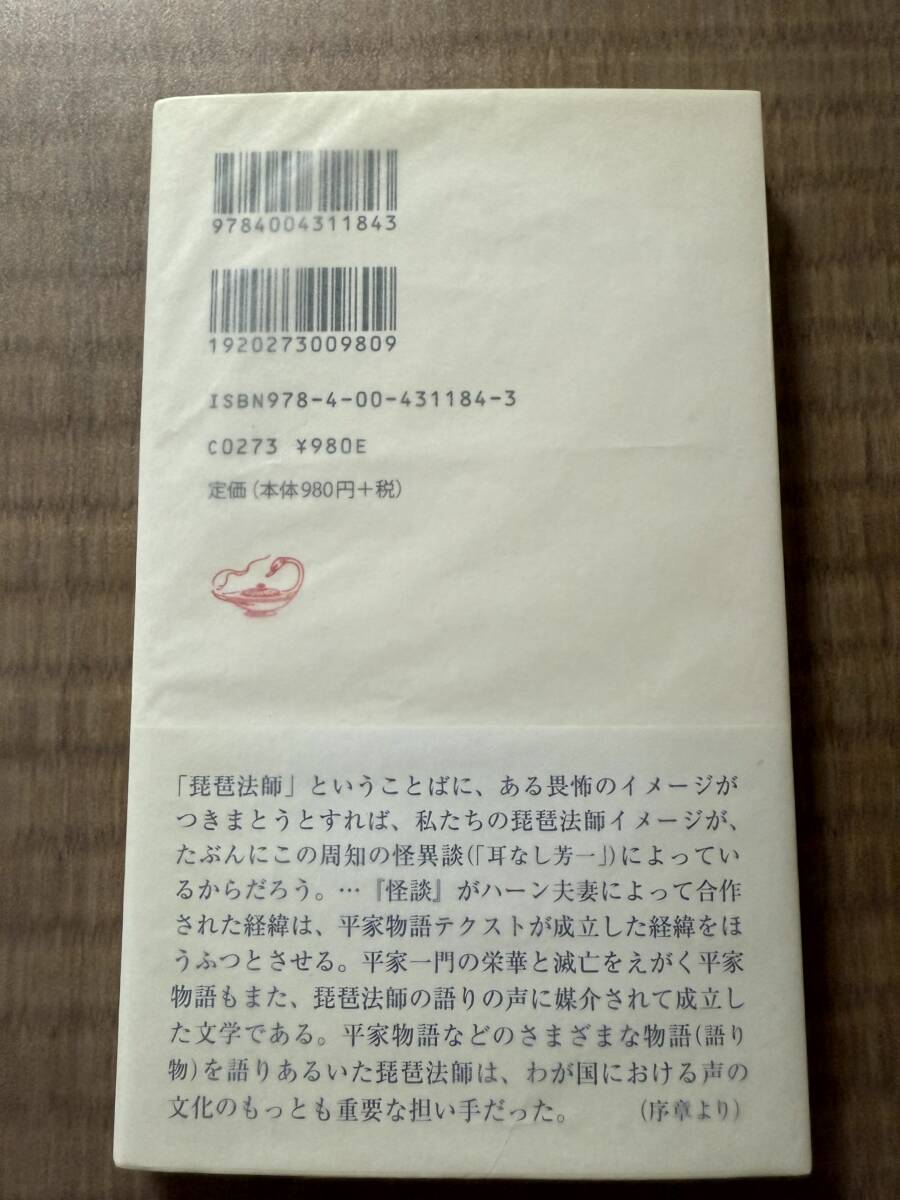 9784004311843
1920273009809
ISBN978-4-00-431184-3
C0273 ¥980E
定価(本体980円+税)
「琵琶法師」ということばに、ある畏怖のイメージが
つきまとうとすれば、私たちの琵琶法師イメージが、
たぶんにこの周知の怪異談(「耳なし芳一」)によってい
るからだろう。…『怪談』がハーン夫妻によって合作
された経緯は、平家物語テクストが成立した経緯をほ
うふつとさせる。平家一門の栄華と滅亡をえがく平家
物語もまた、琵琶法師の語りの声に媒介されて成立し
た文学である。平家物語などのさまざまな物語(語り
物)を語りあるいた琵琶法師は、わが国における声の
文化のもっとも重要な担い手だった。 (序章より)